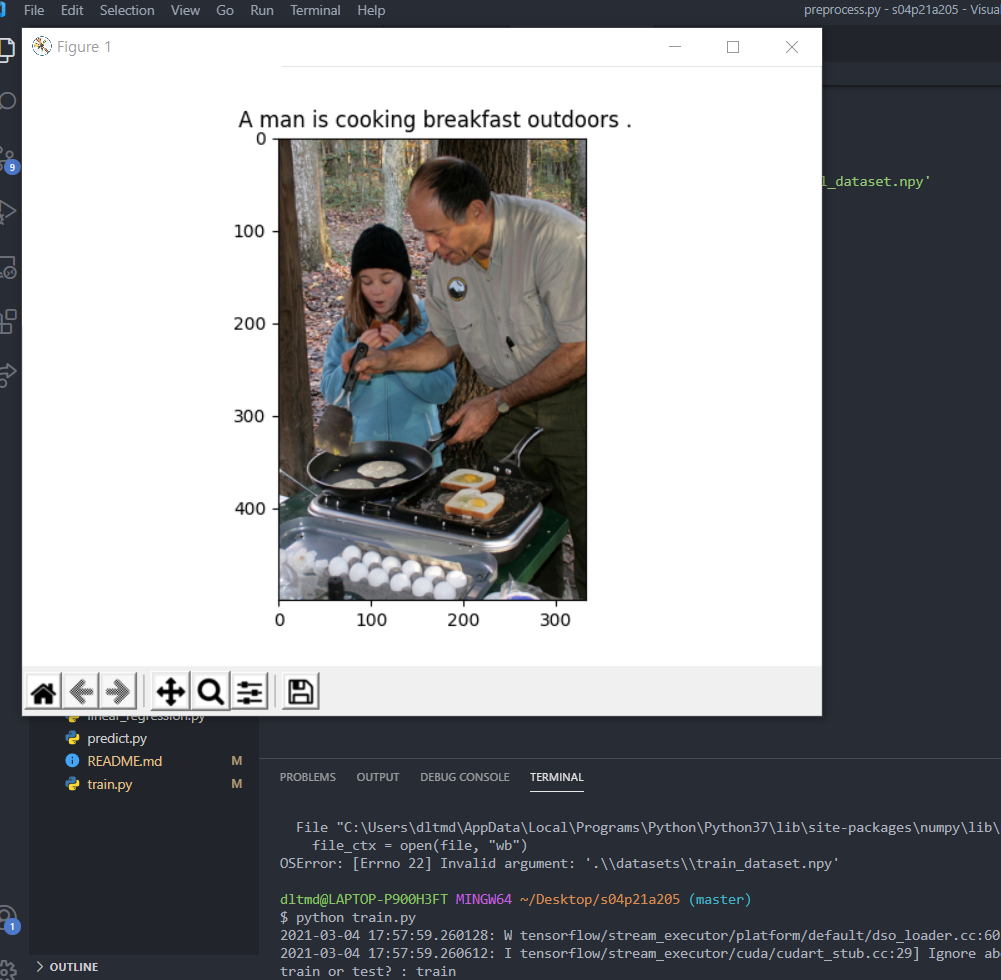 File Edit Selection View Go Run Terminal Help
preprocess.py - s04p21a205 - Visual
Figure 1
A man is cooking breakfast outdoors .
0
100
200
300
400
0 100 200 300
9
l_dataset.npy'
linear_regression.py
predict.py
README.md M
train.py M
PROBLEMS OUTPUT DEBUG CONSOLE TERMINAL
File "C:\Users\dltmd\AppData\Local\Programs\Python\Python37\lib\site-packages\numpy\lib\
file_ctx = open(file, "wb")
OSError: [Errno 22] Invalid argument: '.\\datasets\\train_dataset.npy'
dltmd@LAPTOP-P900H3FT MINGW64 ~/Desktop/s04p21a205 (master)
$ python train.py
2021-03-04 17:57:59.260128: W tensorflow/stream_executor/platform/default/dso_loader.cc:60
2021-03-04 17:57:59.260612: I tensorflow/stream_executor/cuda/cudart_stub.cc:29] Ignore ab
train or test? : train
1
OUTLINE